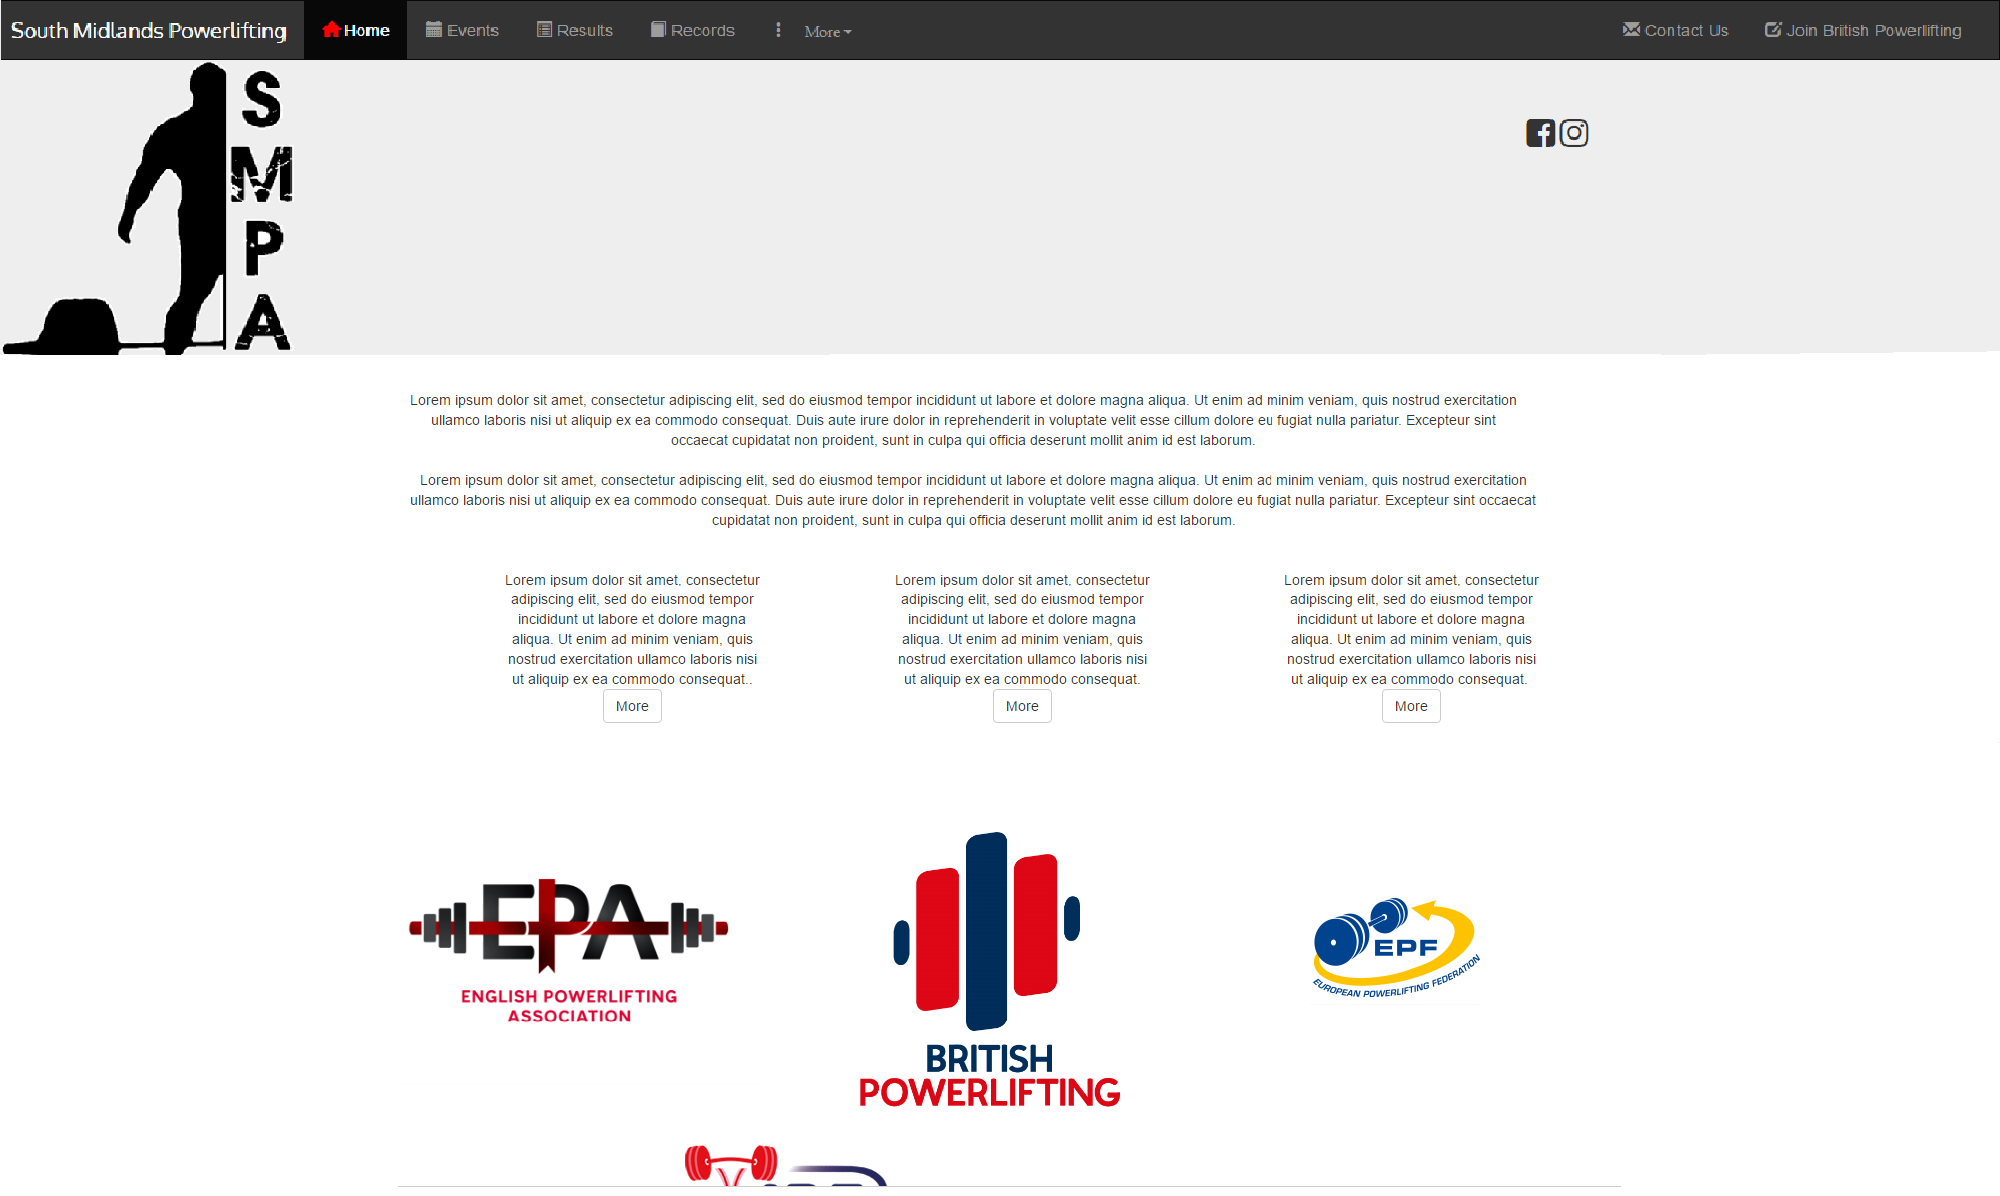 South Midlands Powerlifting Home Events Results Records More Contact Us Join British Powerlifting
S
M
P
A
Lorem ipsum dolor sit amet, consectetur adipiscing elit, sed do eiusmod tempor incididunt ut labore et dolore magna aliqua. Ut enim ad minim veniam, quis nostrud exercitation
ullamco laboris nisi ut aliquip ex ea commodo consequat. Duis aute irure dolor in reprehenderit in voluptate velit esse cillum dolore eu fugiat nulla pariatur. Excepteur sint
occaecat cupidatat non proident, sunt in culpa qui officia deserunt mollit anim id est laborum.
Lorem ipsum dolor sit amet, consectetur adipiscing elit, sed do eiusmod tempor incididunt ut labore et dolore magna aliqua. Ut enim ad minim veniam, quis nostrud exercitation
ullamco laboris nisi ut aliquip ex ea commodo consequat. Duis aute irure dolor in reprehenderit in voluptate velit esse cillum dolore eu fugiat nulla pariatur. Excepteur sint occaecat
cupidatat non proident, sunt in culpa qui officia deserunt mollit anim id est laborum.
Lorem ipsum dolor sit amet, consectetur
adipiscing elit, sed do eiusmod tempor
incididunt ut labore et dolore magna
aliqua. Ut enim ad minim veniam, quis
nostrud exercitation ullamco laboris nisi
ut aliquip ex ea commodo consequat..
More
Lorem ipsum dolor sit amet, consectetur
adipiscing elit, sed do eiusmod tempor
incididunt ut labore et dolore magna
aliqua. Ut enim ad minim veniam, quis
nostrud exercitation ullamco laboris nisi
ut aliquip ex ea commodo consequat.
More
Lorem ipsum dolor sit amet, consectetur
adipiscing elit, sed do eiusmod tempor
incididunt ut labore et dolore magna
aliqua. Ut enim ad minim veniam, quis
nostrud exercitation ullamco laboris nisi
ut aliquip ex ea commodo consequat.
More
EPA
ENGLISH POWERLIFTING
ASSOCIATION
BRITISH
POWERLIFTING
EPF
EUROPEAN POWERLIFTING FEDERATION